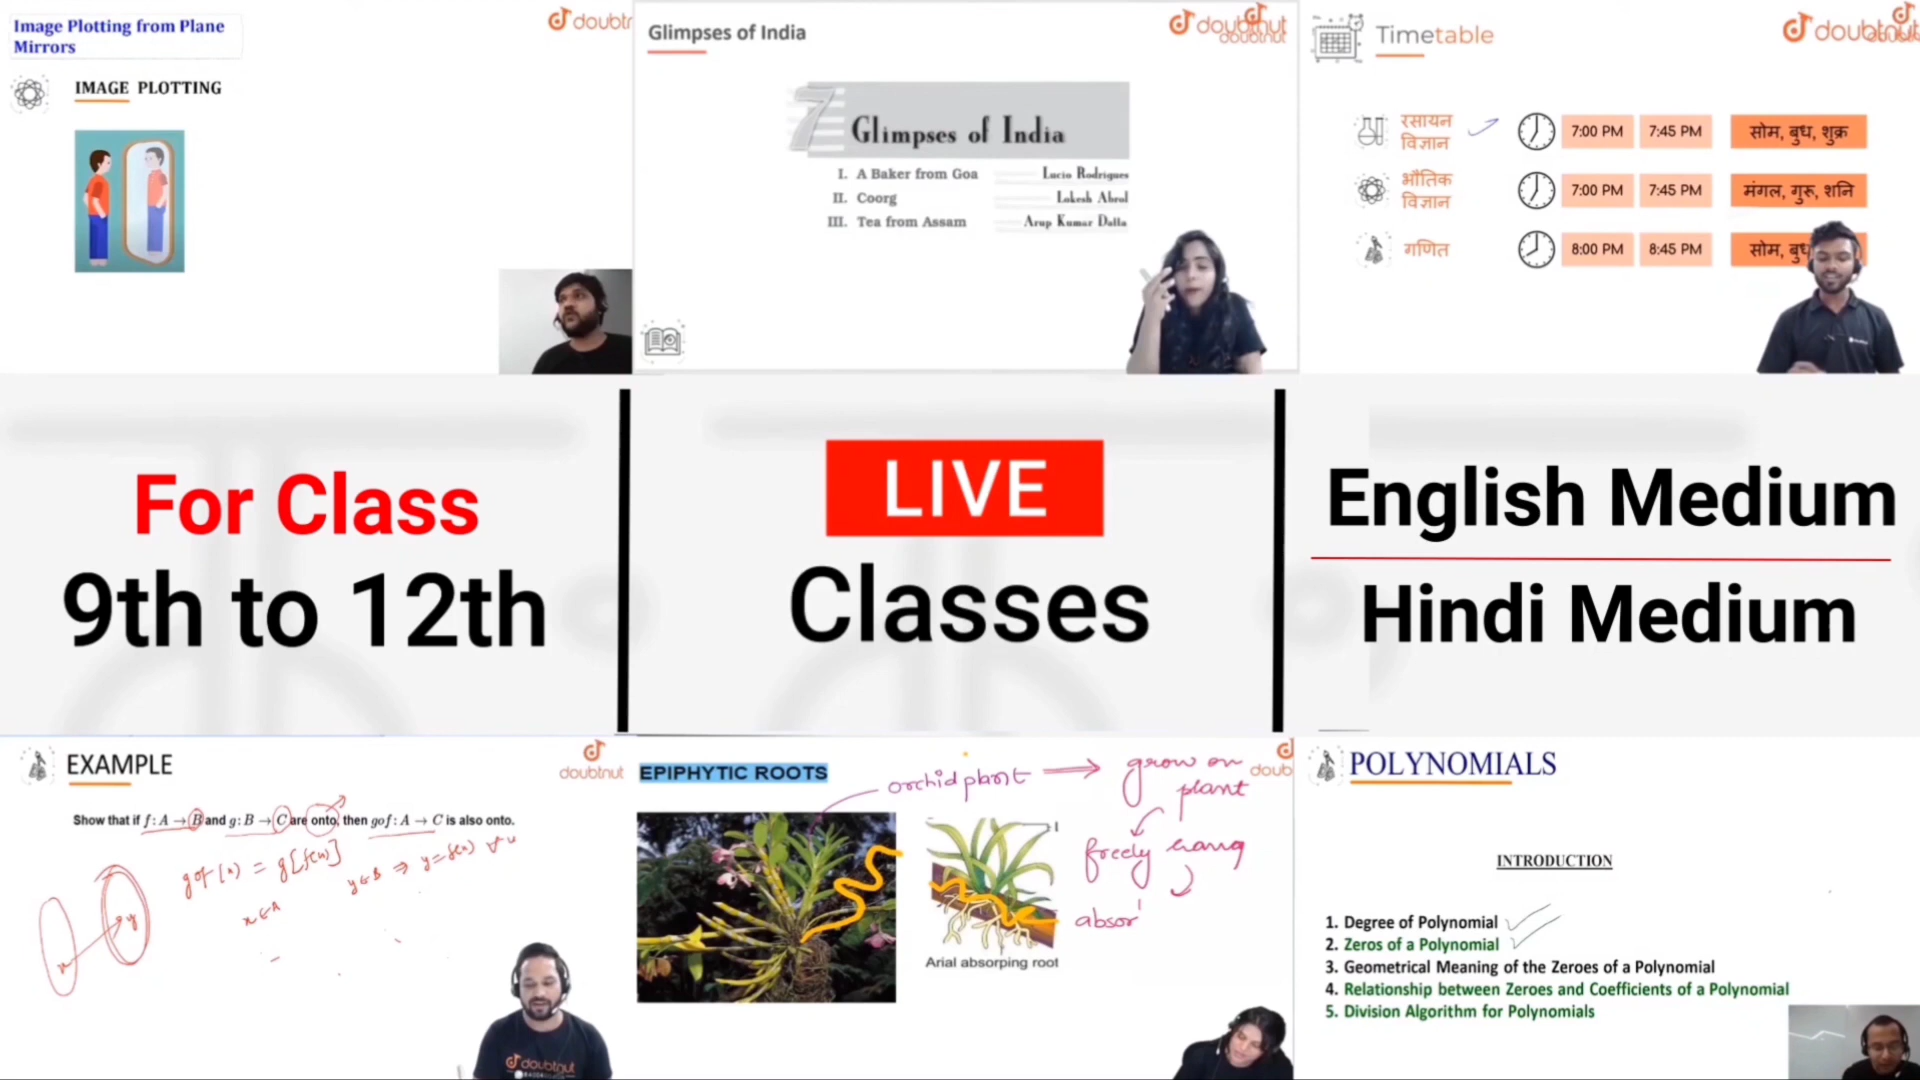 Image Plotting from Plane
Mirrors
IMAGE PLOTTING
Glimpses of India
doubtnut
7
Glimpses of India
I. A Baker from Goa Lucio Rodrigues
II. Coorg Lokesh Abrol
III. Tea from Assam Arup Kumar Datta
Timetable
doubtnut
रसायन
विज्ञान
7:00 PM 7:45 PM सोम, बुध, शुक्र
भौतिक
विज्ञान
7:00 PM 7:45 PM मंगल, गुरु, शनि
गणित 8:00 PM 8:45 PM सोम, बुध
For Class
9th to 12th
LIVE
Classes
English Medium
Hindi Medium
EXAMPLE
doubtnut
Show that if f: A → B and g: B → C are onto, then gof: A → C is also onto.
gof(x) = g[f(x)]
y∈B ⇒ y=f(x) ∀
x∈A
x
y
doubtnut
EPIPHYTIC ROOTS
orchid plant → grow on
plant
freely hang
absor
Arial absorping root
doub
POLYNOMIALS
INTRODUCTION
1. Degree of Polynomial
2. Zeros of a Polynomial
3. Geometrical Meaning of the Zeroes of a Polynomial
4. Relationship between Zeroes and Coefficients of a Polynomial
5. Division Algorithm for Polynomials